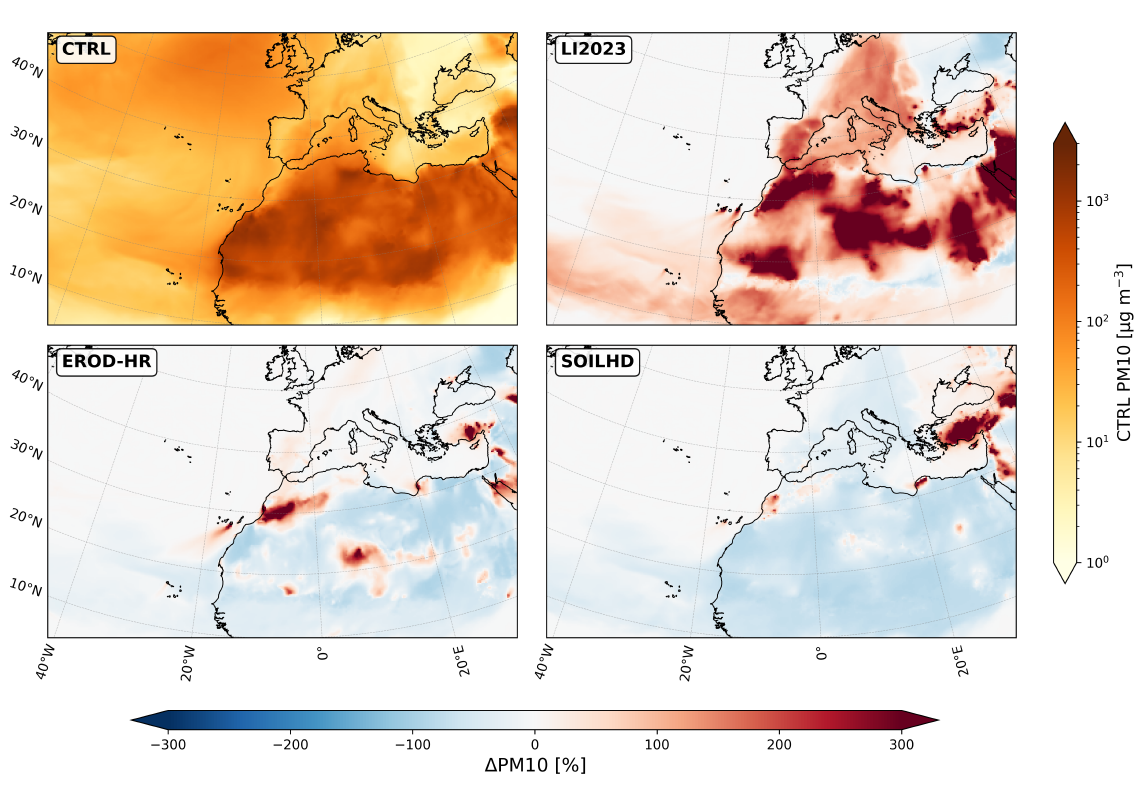 CTRL
LI2023
40°N
30°N
20°N
10°N
EROD-HR
SOILHD
40°N
30°N
20°N
10°N
40°W
20°W
0°
20°E
40°W
20°W
0°
20°E
10³
10²
10¹
10⁰
CTRL PM10 [µg m⁻³]
−300 −200 −100 0 100 200 300
ΔPM10 [%]